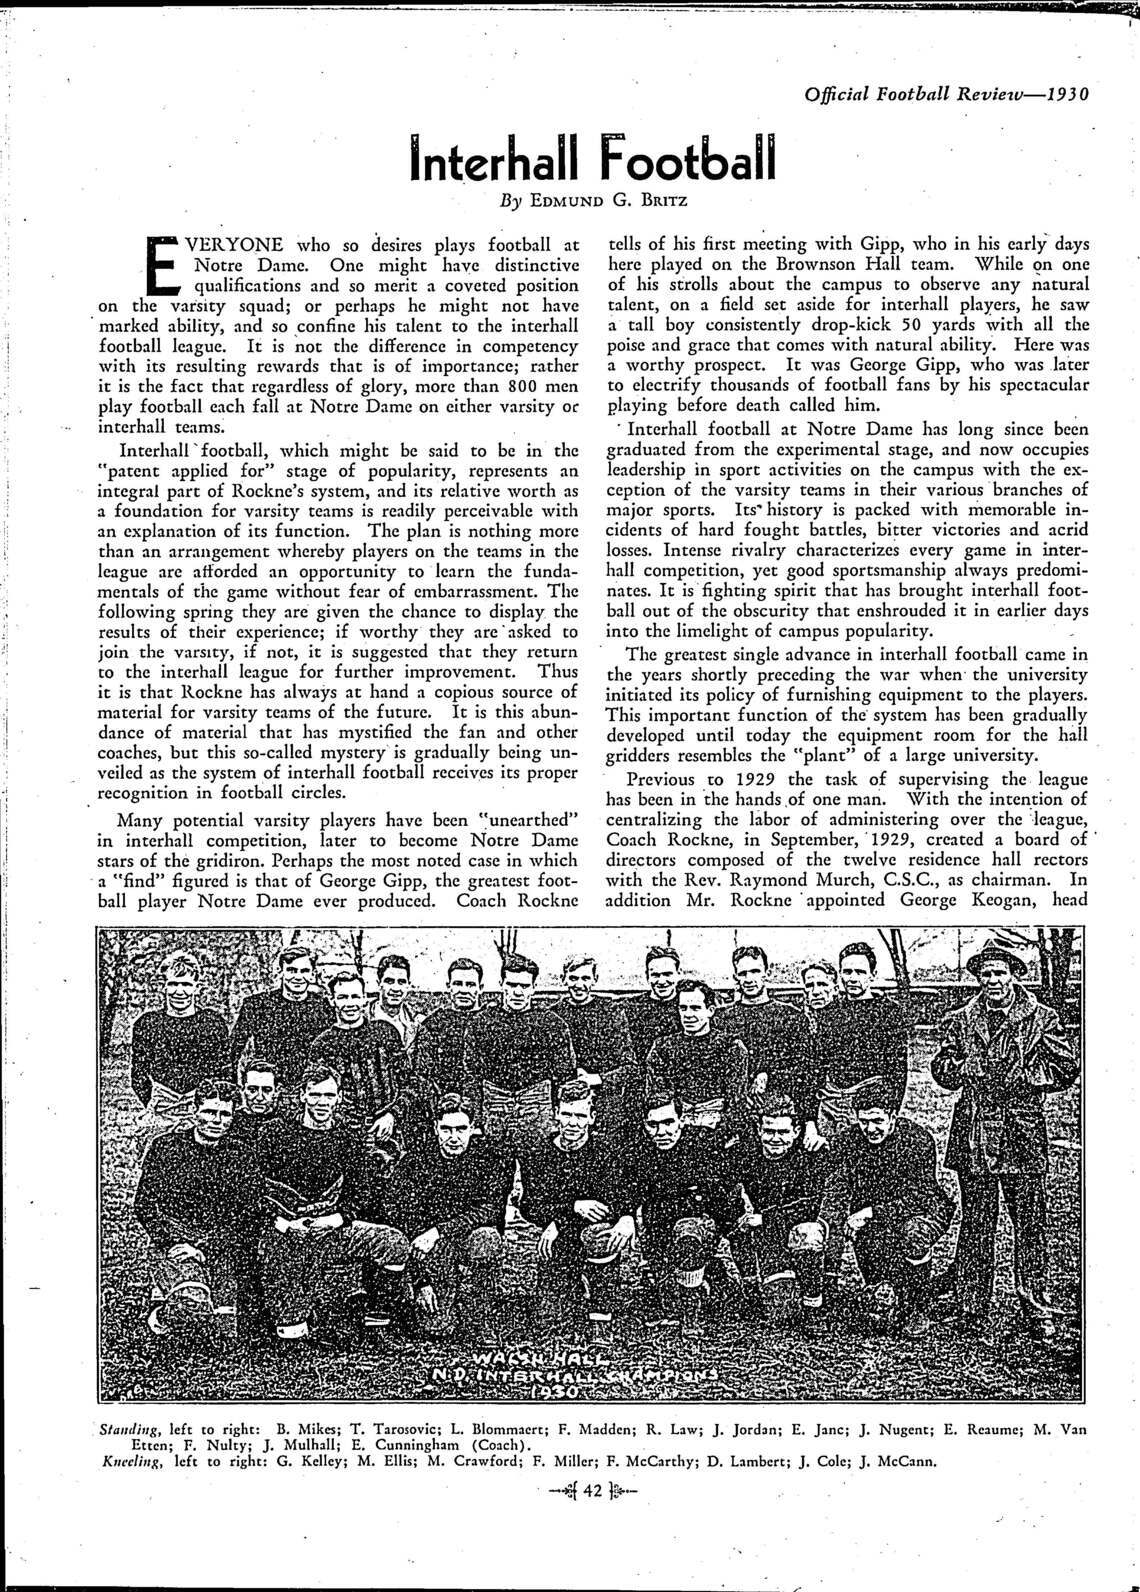 Official Football Review—1930
Interhall Football
By EDMUND G. BRITZ
EVERYONE who so desires plays football at
Notre Dame. One might have distinctive
qualifications and so merit a coveted position
on the varsity squad; or perhaps he might not have
marked ability, and so confine his talent to the interhall
football league. It is not the difference in competency
with its resulting rewards that is of importance; rather
it is the fact that regardless of glory, more than 800 men
play football each fall at Notre Dame on either varsity or
interhall teams.
Interhall football, which might be said to be in the
"patent applied for" stage of popularity, represents an
integral part of Rockne's system, and its relative worth as
a foundation for varsity teams is readily perceivable with
an explanation of its function. The plan is nothing more
than an arrangement whereby players on the teams in the
league are afforded an opportunity to learn the funda-
mentals of the game without fear of embarrassment. The
following spring they are given the chance to display the
results of their experience; if worthy they are asked to
join the varsity, if not, it is suggested that they return
to the interhall league for further improvement. Thus
it is that Rockne has always at hand a copious source of
material for varsity teams of the future. It is this abun-
dance of material that has mystified the fan and other
coaches, but this so-called mystery is gradually being un-
veiled as the system of interhall football receives its proper
recognition in football circles.
Many potential varsity players have been "unearthed"
in interhall competition, later to become Notre Dame
stars of the gridiron. Perhaps the most noted case in which
a "find" figured is that of George Gipp, the greatest foot-
ball player Notre Dame ever produced. Coach Rockne
tells of his first meeting with Gipp, who in his early days
here played on the Brownson Hall team. While on one
of his strolls about the campus to observe any natural
talent, on a field set aside for interhall players, he saw
a tall boy consistently drop-kick 50 yards with all the
poise and grace that comes with natural ability. Here was
a worthy prospect. It was George Gipp, who was later
to electrify thousands of football fans by his spectacular
playing before death called him.
Interhall football at Notre Dame has long since been
graduated from the experimental stage, and now occupies
leadership in sport activities on the campus with the ex-
ception of the varsity teams in their various branches of
major sports. Its history is packed with memorable in-
cidents of hard fought battles, bitter victories and acrid
losses. Intense rivalry characterizes every game in inter-
hall competition, yet good sportsmanship always predomi-
nates. It is fighting spirit that has brought interhall foot-
ball out of the obscurity that enshrouded it in earlier days
into the limelight of campus popularity.
The greatest single advance in interhall football came in
the years shortly preceding the war when the university
initiated its policy of furnishing equipment to the players.
This important function of the system has been gradually
developed until today the equipment room for the hall
gridders resembles the "plant" of a large university.
Previous to 1929 the task of supervising the league
has been in the hands of one man. With the intention of
centralizing the labor of administering over the league,
Coach Rockne, in September, 1929, created a board of
directors composed of the twelve residence hall rectors
with the Rev. Raymond Murch, C.S.C., as chairman. In
addition Mr. Rockne appointed George Keogan, head
WALSH HALL
N.D. INTERHALL CHAMPIONS
1930
Standing, left to right: B. Mikes; T. Tarosovic; L. Blommaert; F. Madden; R. Law; J. Jordan; E. Janc; J. Nugent; E. Reaume; M. Van
Etten; F. Nulty; J. Mulhall; E. Cunningham (Coach).
Kneeling, left to right: G. Kelley; M. Ellis; M. Crawford; F. Miller; F. McCarthy; D. Lambert; J. Cole; J. McCann.
42